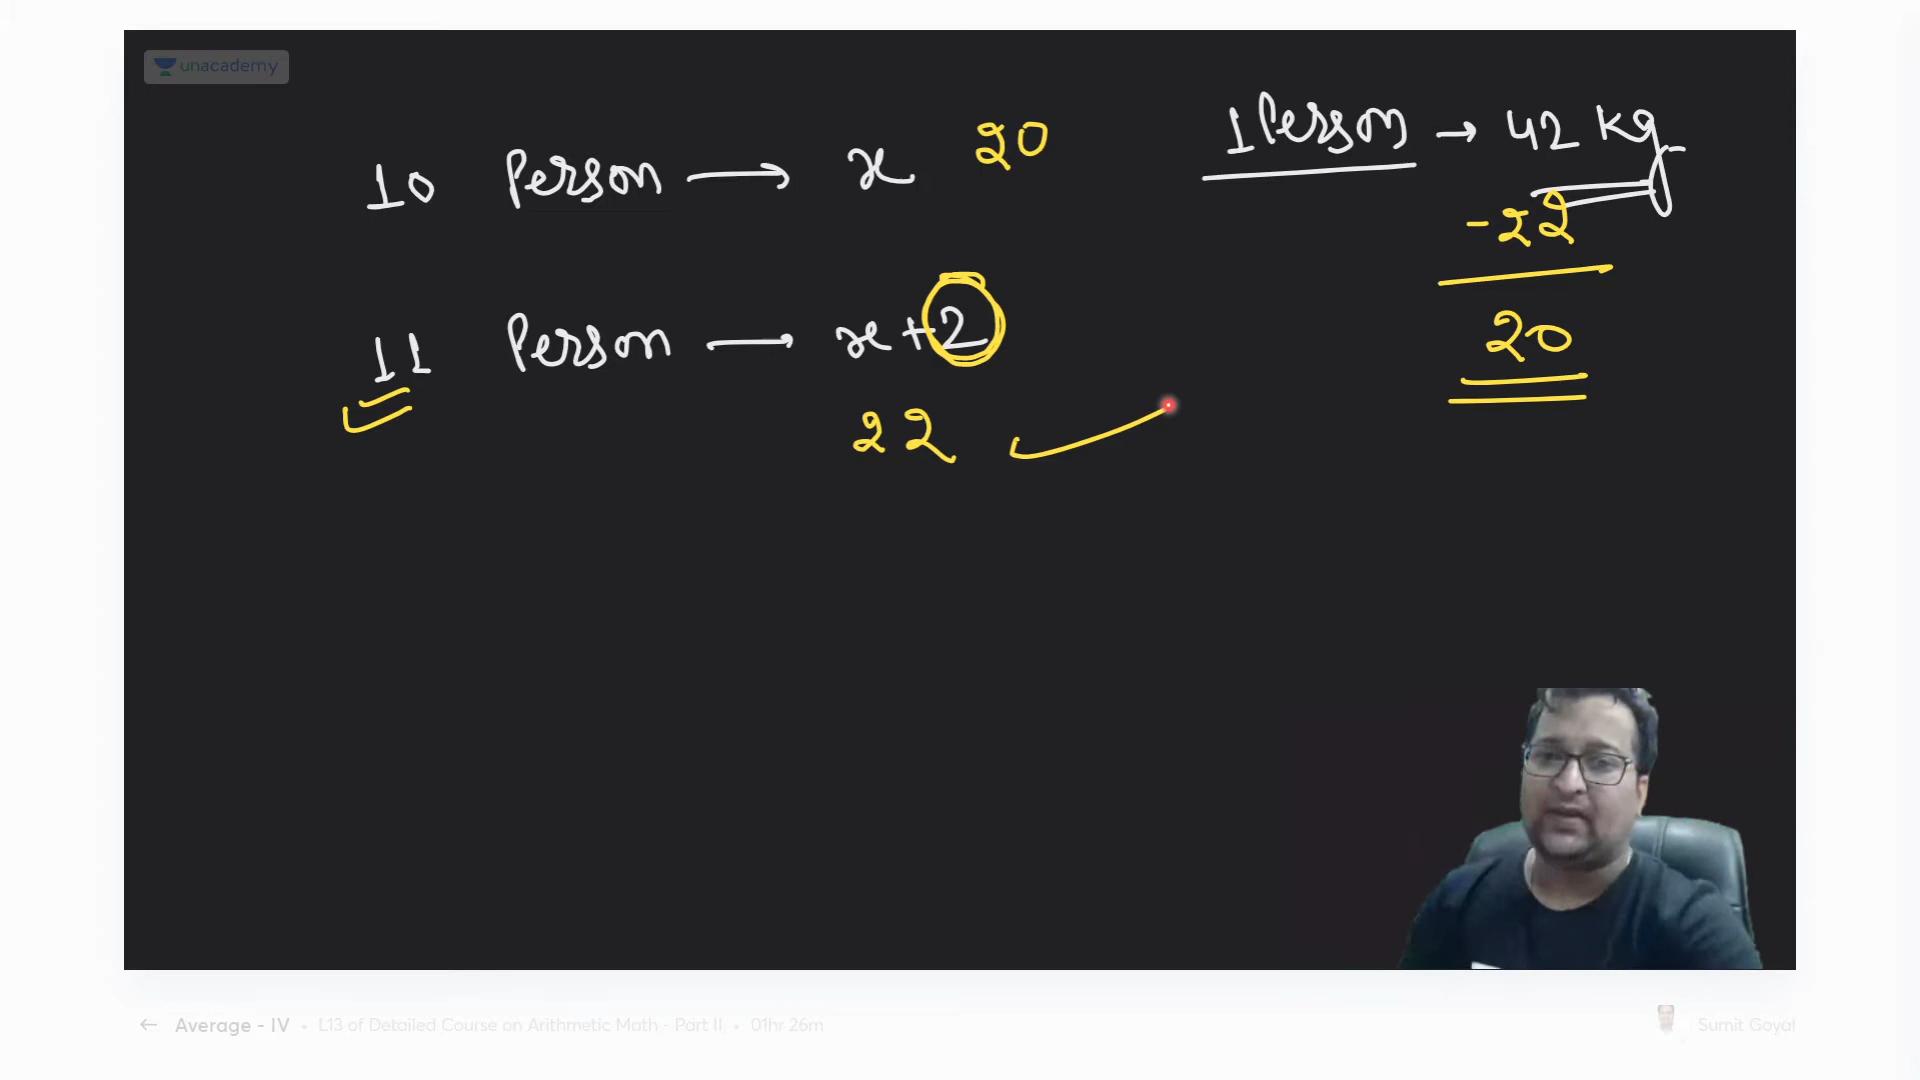 unacademy
10 Person → x 20
1 Person → 42 kg
-22
20
11 Person → x+2
22
← Average - IV • L13 of Detailed Course on Arithmetic Math - Part II • 01hr 26m
Sumit Goyal